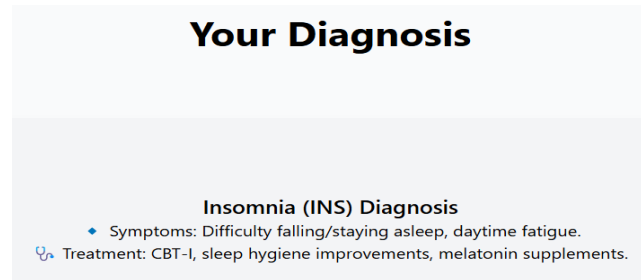 Your Diagnosis
Insomnia (INS) Diagnosis
🔹 Symptoms: Difficulty falling/staying asleep, daytime fatigue.
🩺 Treatment: CBT-I, sleep hygiene improvements, melatonin supplements.